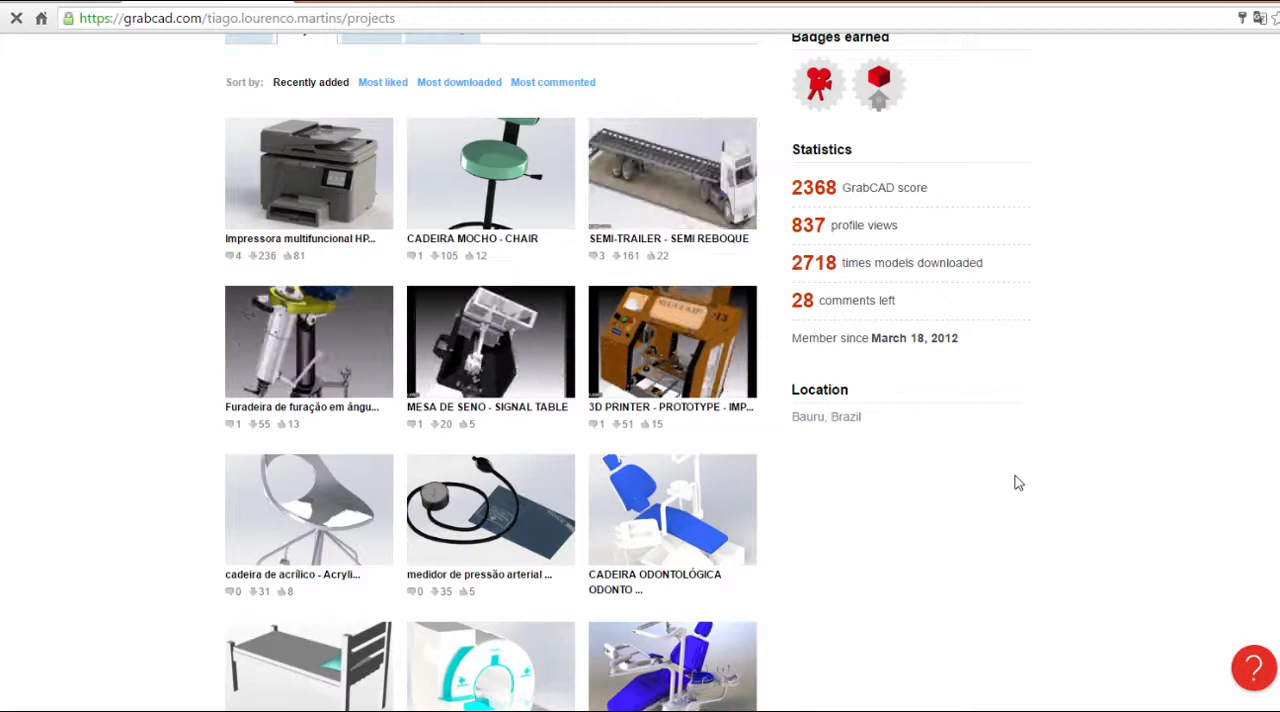 https://grabcad.com/tiago.lourenco.martins/projects
Badges earned
Sort by: Recently added Most liked Most downloaded Most commented
Statistics
2368 GrabCAD score
837 profile views
2718 times models downloaded
28 comments left
Member since March 18, 2012
Location
Bauru, Brazil
Impressora multifuncional HP...
4 236 81
CADEIRA MOCHO - CHAIR
1 105 12
SEMI-TRAILER - SEMI REBOQUE
3 161 22
Furadeira de furação em ângu...
1 55 13
MESA DE SENO - SIGNAL TABLE
1 20 5
3D PRINTER - PROTOTYPE - IMP...
1 51 15
cadeira de acrílico - Acryli...
0 31 8
medidor de pressão arterial ...
0 35 5
CADEIRA ODONTOLÓGICA
ODONTO ...
?